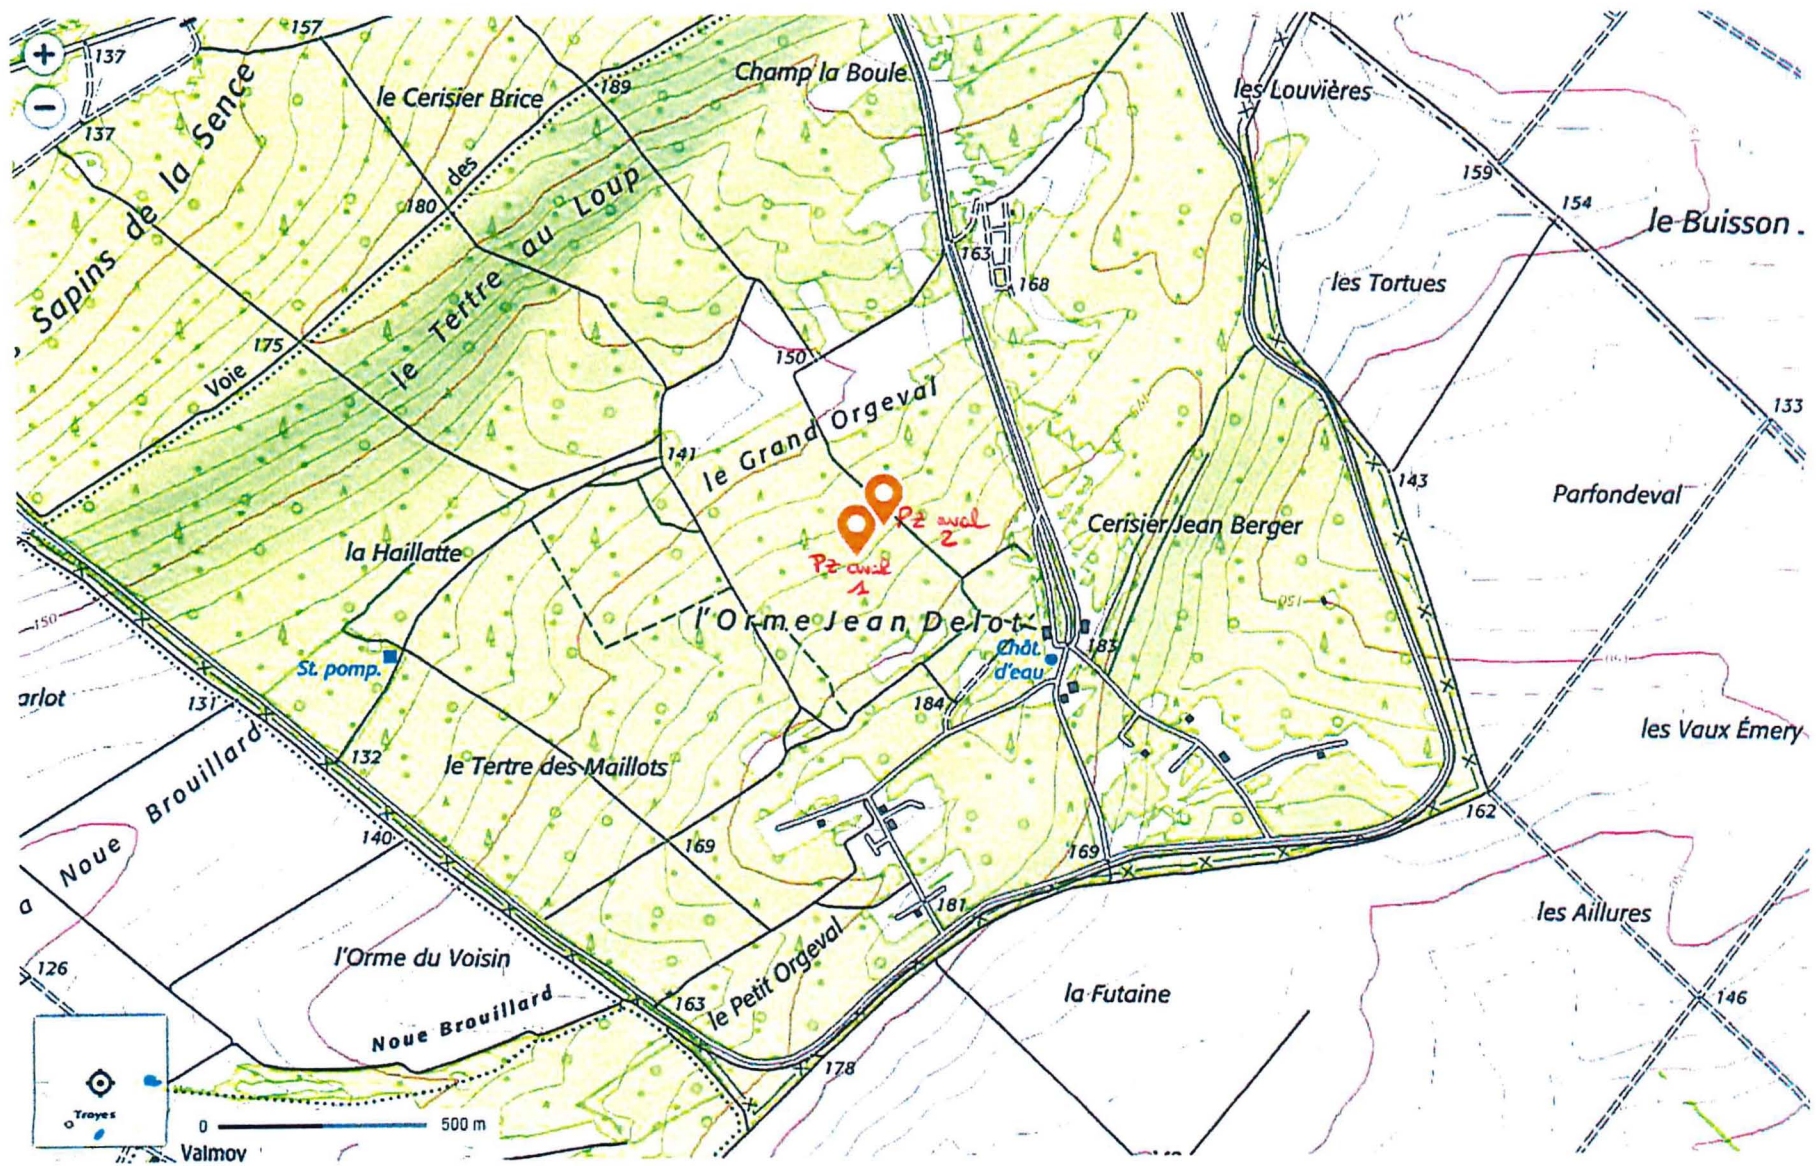 157
137
+
−
137
le Cerisier Brice
189
Champ la Boule
les Louvières
159
154
le Buisson -
Sapins de la Sence
des
180
le Tertre au Loup
163
168
les Tortues
175
Voie
150
133
le Grand Orgeval
175
141
143
Parfondeval
Pz aval
2
Cerisier Jean Berger
la Haillatte
Pz aval
1
150
150
l'Orme Jean Delot
Chât.
d'eau
183
150
St. pomp.
arlot
131
184
les Vaux Émery
132
le Tertre des Maillots
Noue Brouillard
140
169
169
162
a
181
les Aillures
126
l'Orme du Voisin
le Petit Orgeval
163
la Futaine
146
Noue Brouillard
178
Troyes
0 500 m
Valmoy